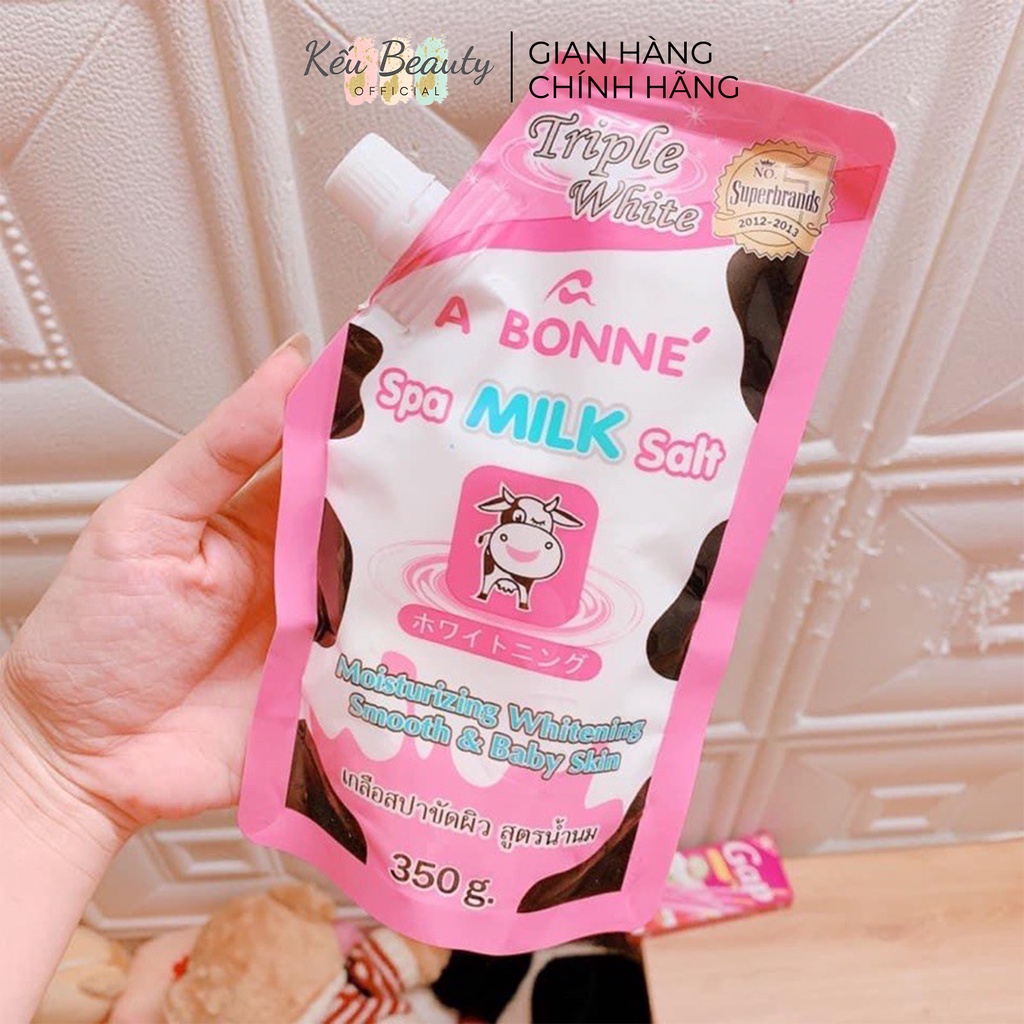 Kếu Beauty
OFFICIAL
GIAN HÀNG
CHÍNH HÃNG
Triple
White
NO. 1
Superbrands
2012-2013
A BONNE´
Spa MILK Salt
ホワイトニング
Moisturizing Whitening
Smooth & Baby Skin
เกลือสปาขัดผิว สูตรน้ำนม
350 g.